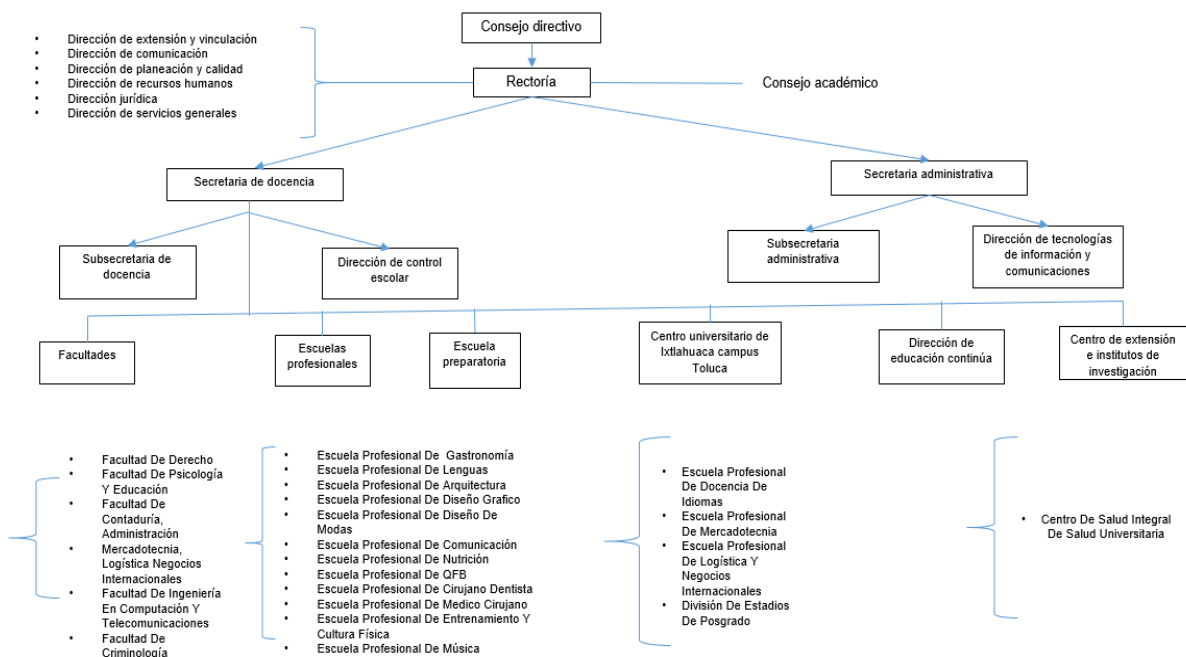 Consejo directivo
• Dirección de extensión y vinculación
• Dirección de comunicación
• Dirección de planeación y calidad
• Dirección de recursos humanos
• Dirección jurídica
• Dirección de servicios generales
Rectoría
Consejo académico
Secretaria de docencia
Secretaria administrativa
Subsecretaria de
docencia
Dirección de control
escolar
Subsecretaria
administrativa
Dirección de tecnologías
de información y
comunicaciones
Facultades
Escuelas
profesionales
Escuela
preparatoria
Centro universitario de
Ixtlahuaca campus
Toluca
Dirección de
educación continúa
Centro de extensión
e institutos de
investigación
• Facultad De Derecho
• Facultad De Psicología
Y Educación
• Facultad De
Contaduría,
Administración
• Mercadotecnia,
Logística Negocios
Internacionales
• Facultad De Ingeniería
En Computación Y
Telecomunicaciones
• Facultad De
Criminología
• Escuela Profesional De Gastronomía
• Escuela Profesional De Lenguas
• Escuela Profesional De Arquitectura
• Escuela Profesional De Diseño Grafico
• Escuela Profesional De Diseño De
Modas
• Escuela Profesional De Comunicación
• Escuela Profesional De Nutrición
• Escuela Profesional De QFB
• Escuela Profesional De Cirujano Dentista
• Escuela Profesional De Medico Cirujano
• Escuela Profesional De Entrenamiento Y
Cultura Física
• Escuela Profesional De Música
• Escuela Profesional
De Docencia De
Idiomas
• Escuela Profesional
De Mercadotecnia
• Escuela Profesional
De Logística Y
Negocios
Internacionales
• División De Estadios
De Posgrado
• Centro De Salud Integral
De Salud Universitaria